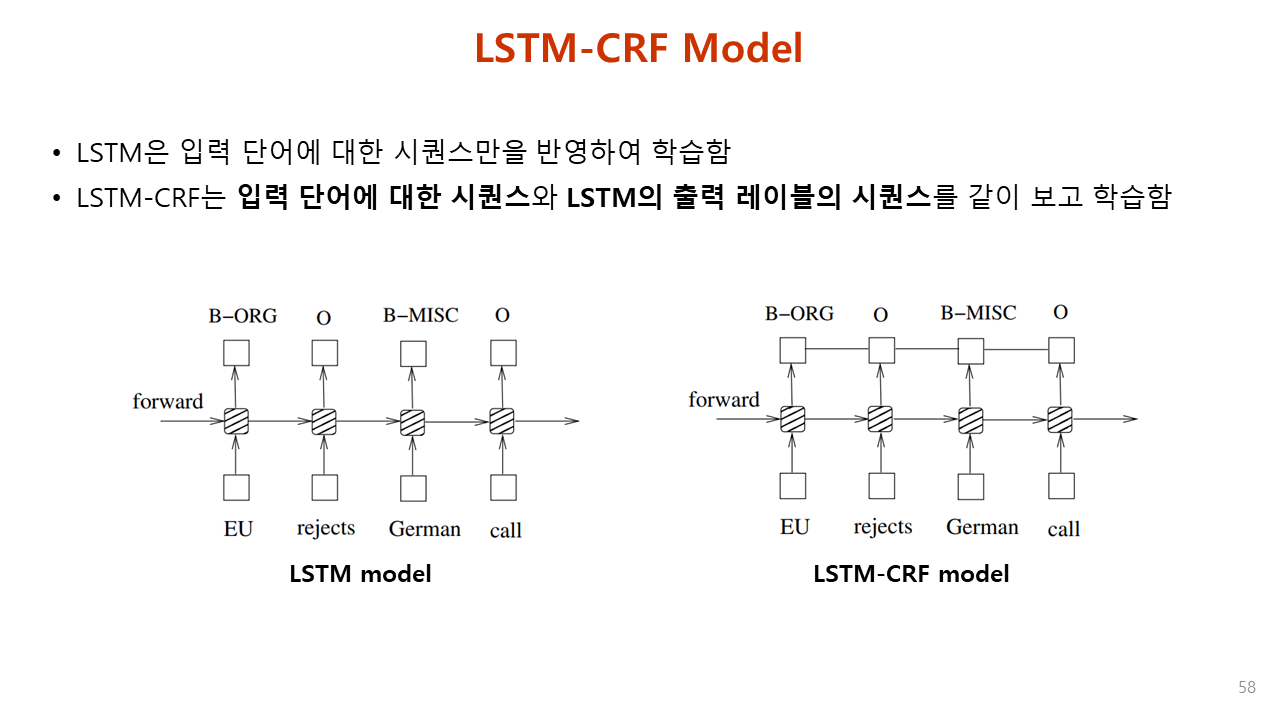 LSTM-CRF Model
• LSTM은 입력 단어에 대한 시퀀스만을 반영하여 학습함
• LSTM-CRF는 입력 단어에 대한 시퀀스와 LSTM의 출력 레이블의 시퀀스를 같이 보고 학습함
B−ORG O B−MISC O
forward
EU rejects German call
LSTM model
B−ORG O B−MISC O
forward
EU rejects German call
LSTM-CRF model
58